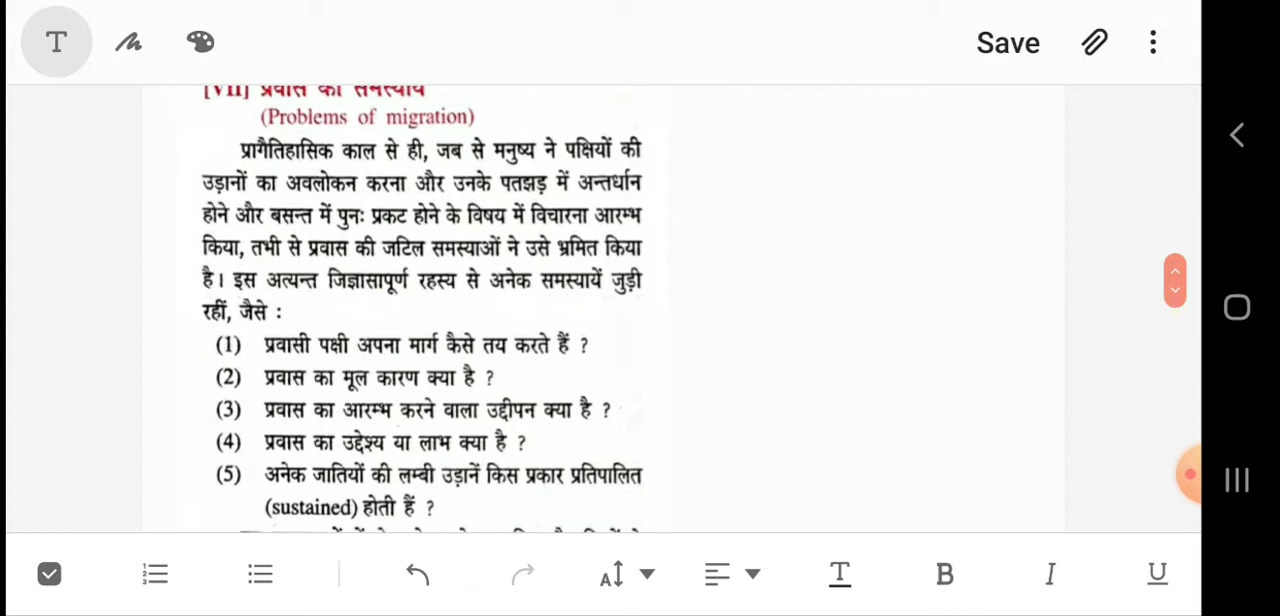 T
Save
[VII] प्रवास की समस्यायें
(Problems of migration)
प्रागैतिहासिक काल से ही, जब से मनुष्य ने पक्षियों की
उड़ानों का अवलोकन करना और उनके पतझड़ में अन्तर्धान
होने और बसन्त में पुनः प्रकट होने के विषय में विचारना आरम्भ
किया, तभी से प्रवास की जटिल समस्याओं ने उसे भ्रमित किया
है। इस अत्यन्त जिज्ञासापूर्ण रहस्य से अनेक समस्यायें जुड़ी
रहीं, जैसे :
(1) प्रवासी पक्षी अपना मार्ग कैसे तय करते हैं ?
(2) प्रवास का मूल कारण क्या है ?
(3) प्रवास का आरम्भ करने वाला उद्दीपन क्या है ?
(4) प्रवास का उद्देश्य या लाभ क्या है ?
(5) अनेक जातियों की लम्बी उड़ानें किस प्रकार प्रतिपालित
(sustained) होती हैं ?
A T B I U